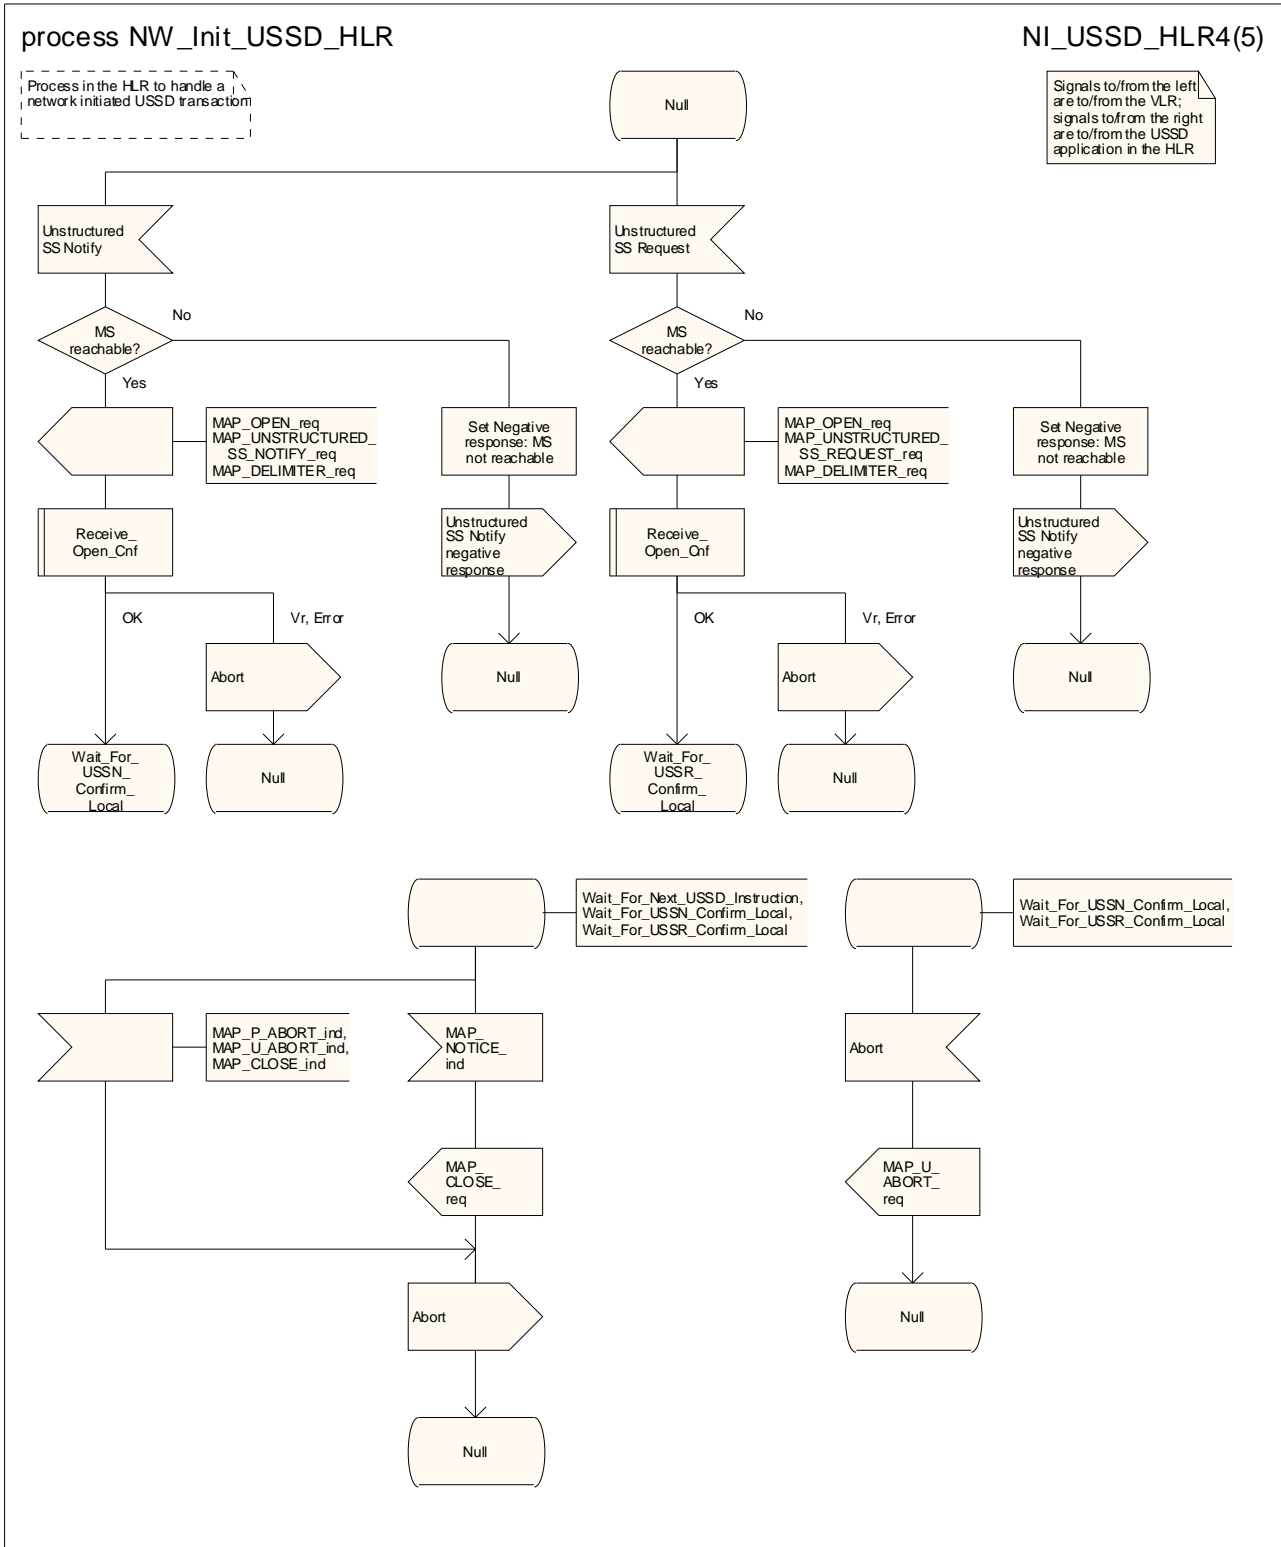 process NW_Init_USSD_HLR
NI_USSD_HLR4(5)
Process in the HLR to handle a
network initiated USSD transaction
Null
Signals to/from the left
are to/from the VLR;
signals to/from the right
are to/from the USSD
application in the HLR
Unstructured
SS Notify
Unstructured
SS Request
MS
reachable?
No
Yes
MS
reachable?
No
Yes
MAP_OPEN_req
MAP_UNSTRUCTURED_
SS_NOTIFY_req
MAP_DELIMITER_req
Set Negative
response: MS
not reachable
MAP_OPEN_req
MAP_UNSTRUCTURED_
SS_REQUEST_req
MAP_DELIMITER_req
Set Negative
response: MS
not reachable
Receive_
Open_Cnf
Unstructured
SS Notify
negative
response
Receive_
Open_Cnf
Unstructured
SS Notify
negative
response
OK
Vr, Error
OK
Vr, Error
Abort
Null
Abort
Null
Wait_For_
USSN_
Confirm_
Local
Null
Wait_For_
USSR_
Confirm_
Local
Null
Wait_For_Next_USSD_Instruction,
Wait_For_USSN_Confirm_Local,
Wait_For_USSR_Confirm_Local
Wait_For_USSN_Confirm_Local,
Wait_For_USSR_Confirm_Local
MAP_P_ABORT_ind,
MAP_U_ABORT_ind,
MAP_CLOSE_ind
MAP_
NOTICE_
ind
Abort
MAP_
CLOSE_
req
MAP_U_
ABORT_
req
Abort
Null
Null